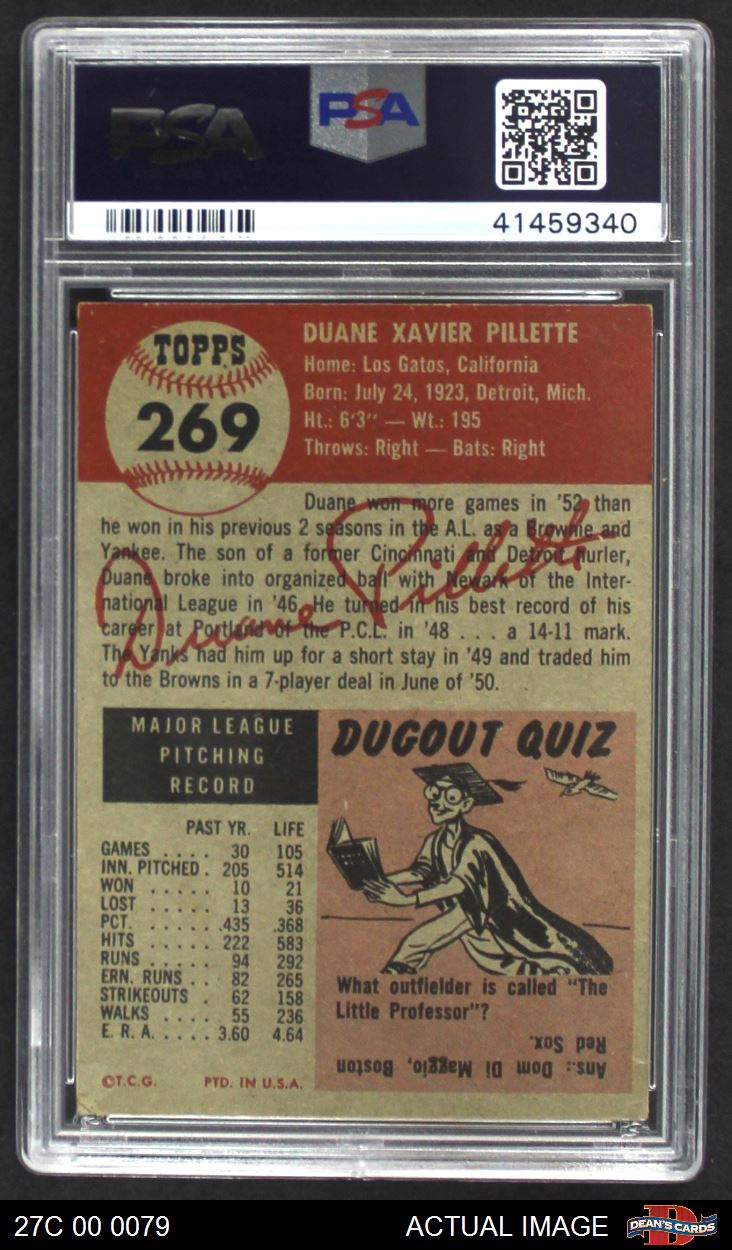 PSA
PSA
41459340
TOPPS
269
DUANE XAVIER PILLETTE
Home: Los Gatos, California
Born: July 24, 1923, Detroit, Mich.
Ht.: 6'3" — Wt.: 195
Throws: Right — Bats: Right
Duane won more games in '52 than
he won in his previous 2 seasons in the A.L. as a Brownie and
Yankee. The son of a former Cincinnati and Detroit hurler,
Duane broke into organized ball with Newark of the Inter-
national League in '46. He turned in his best record of his
career at Portland of the P.C.L. in '48 . . . a 14-11 mark.
The Yanks had him up for a short stay in '49 and traded him
to the Browns in a 7-player deal in June of '50.
Duane Pillette
MAJOR LEAGUE
PITCHING
RECORD
PAST YR. LIFE
GAMES . . . . 30 105
INN. PITCHED . 205 514
WON . . . . . 10 21
LOST . . . . . 13 36
PCT. . . . . . .435 .368
HITS . . . . . 222 583
RUNS . . . . . 94 292
ERN. RUNS . . 82 265
STRIKEOUTS . 62 158
WALKS . . . . 55 236
E. R. A. . . . . 3.60 4.64
©T.C.G. PTD. IN U.S.A.
DUGOUT QUIZ
What outfielder is called "The
Little Professor"?
Ans.: Dom Di Maggio, Boston
Red Sox.
27C 00 0079
ACTUAL IMAGE
DEAN'S CARDS